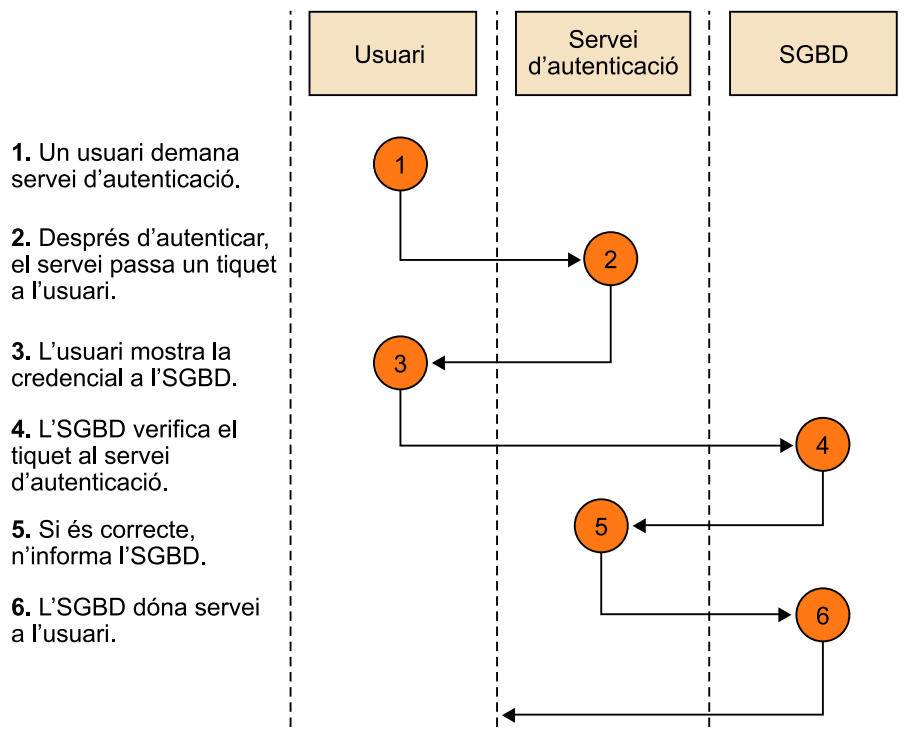 Usuari
Servei
d’autenticació
SGBD
1. Un usuari demana
servei d’autenticació.
1
2. Després d’autenticar,
el servei passa un tiquet
a l’usuari.
2
3. L’usuari mostra la
credencial a l’SGBD.
3
4. L’SGBD verifica el
tiquet al servei
d’autenticació.
4
5. Si és correcte,
n’informa l’SGBD.
5
6. L’SGBD dóna servei
a l’usuari.
6